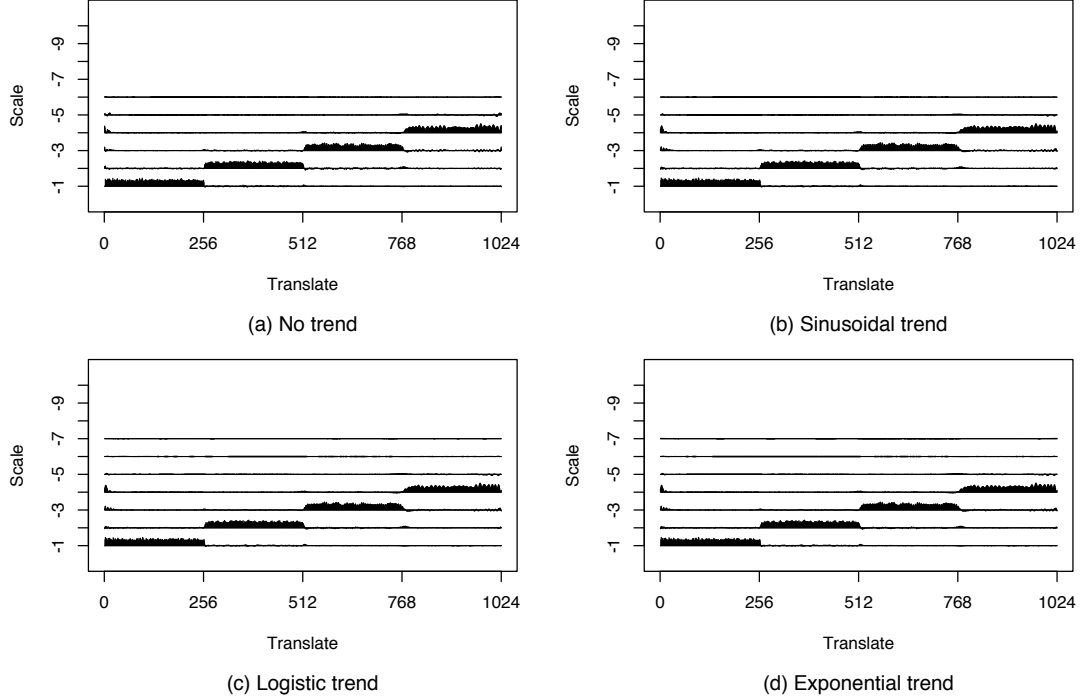 Scale
-9
-7
-5
-3
-1
0 256 512 768 1024
Translate
(a) No trend
Scale
-9
-7
-5
-3
-1
0 256 512 768 1024
Translate
(b) Sinusoidal trend
Scale
-9
-7
-5
-3
-1
0 256 512 768 1024
Translate
(c) Logistic trend
Scale
-9
-7
-5
-3
-1
0 256 512 768 1024
Translate
(d) Exponential trend